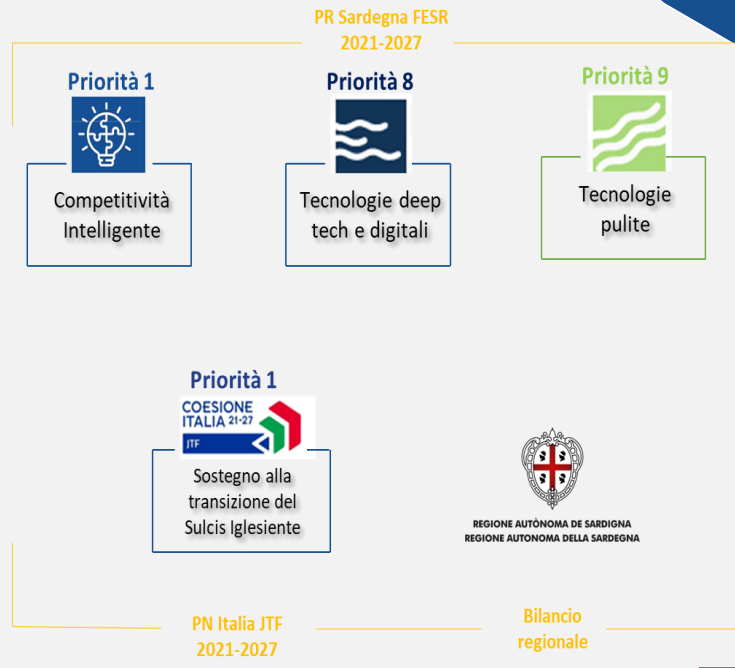 PR Sardegna FESR
2021-2027
Priorità 1
Competitività
Intelligente
Priorità 8
Tecnologie deep
tech e digitali
Priorità 9
Tecnologie
pulite
Priorità 1
COESIONE
ITALIA 21-27
JTF
Sostegno alla
transizione del
Sulcis Iglesiente
REGIONE AUTÒNOMA DE SARDIGNA
REGIONE AUTONOMA DELLA SARDEGNA
PN Italia JTF
2021-2027
Bilancio
regionale